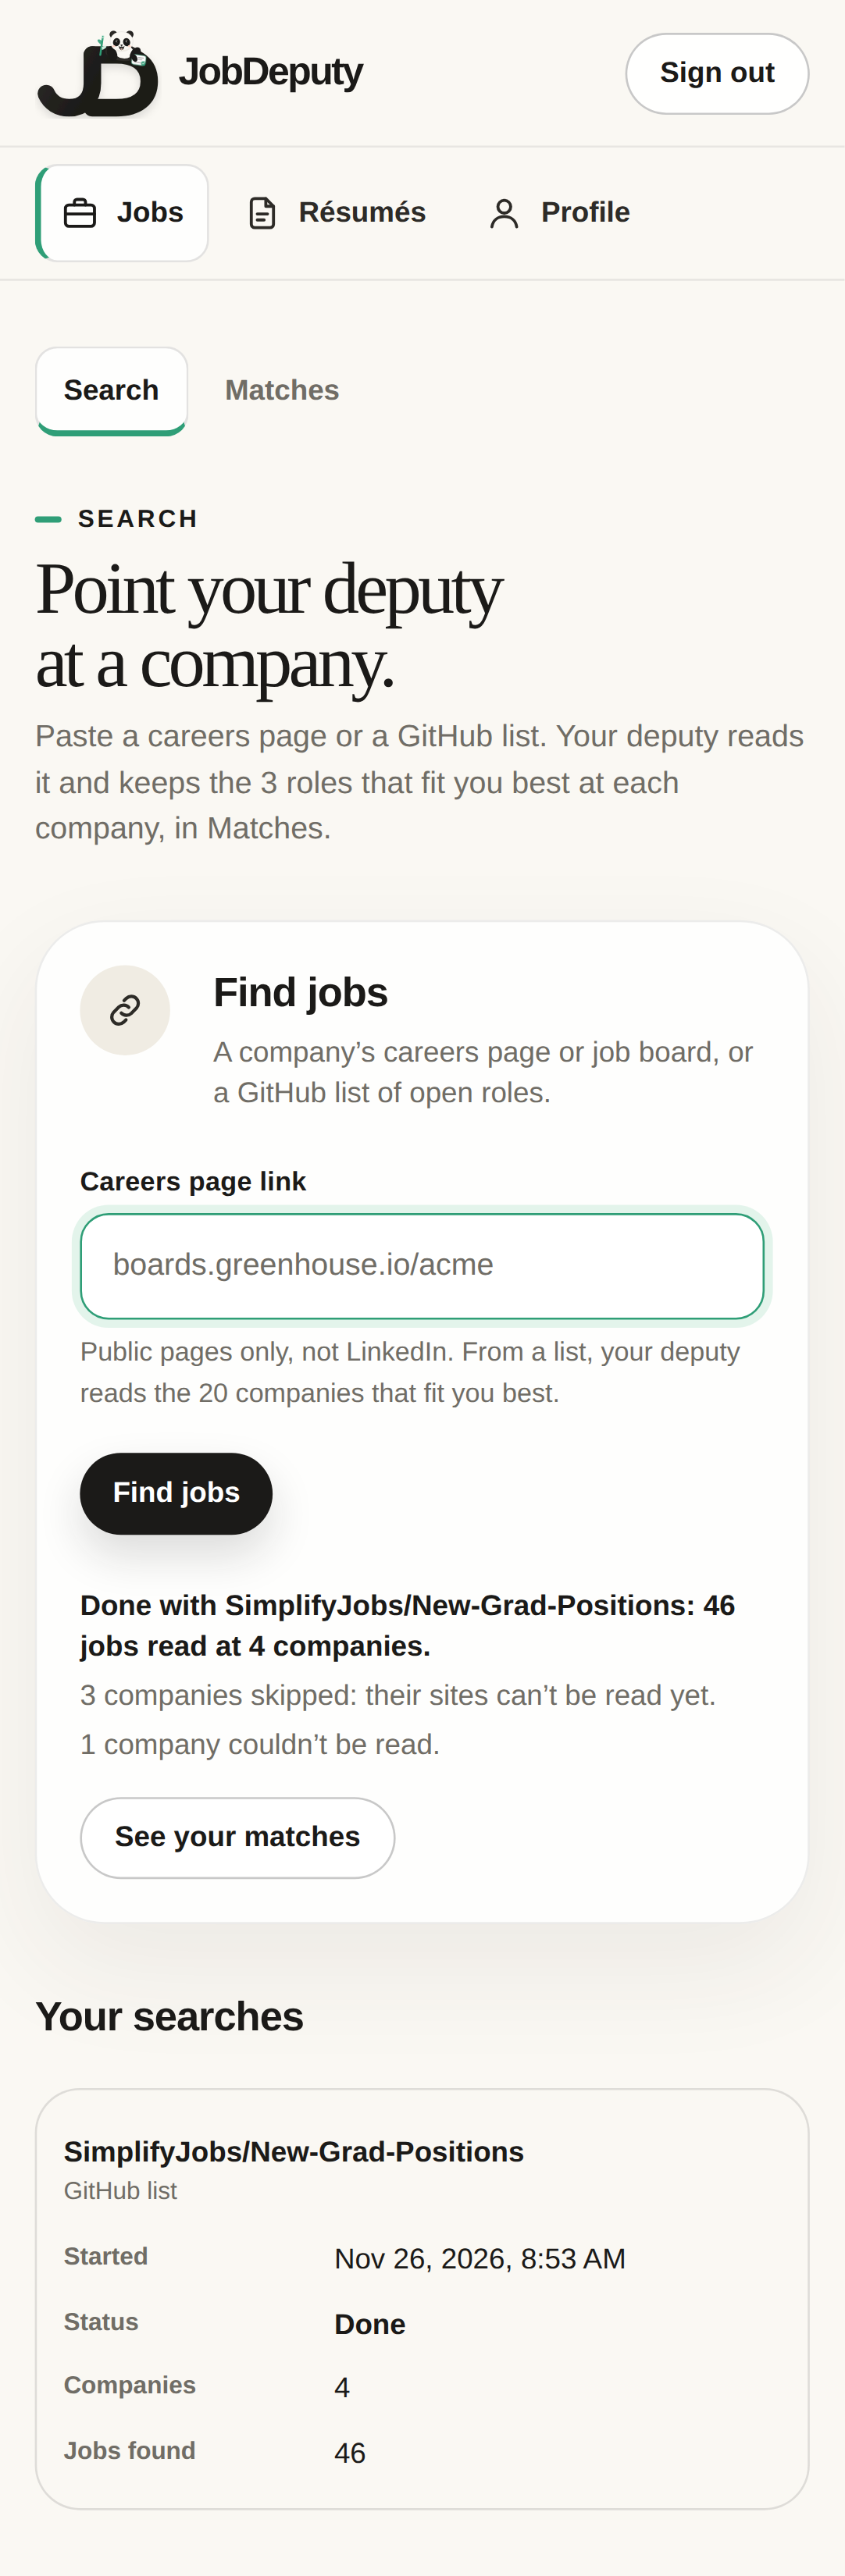 JobDeputy
Sign out
Jobs
Résumés
Profile
Search
Matches
SEARCH
Point your deputy
at a company.
Paste a careers page or a GitHub list. Your deputy reads
it and keeps the 3 roles that fit you best at each
company, in Matches.
Find jobs
A company’s careers page or job board, or
a GitHub list of open roles.
Careers page link
boards.greenhouse.io/acme
Public pages only, not LinkedIn. From a list, your deputy
reads the 20 companies that fit you best.
Find jobs
Done with SimplifyJobs/New-Grad-Positions: 46
jobs read at 4 companies.
3 companies skipped: their sites can’t be read yet.
1 company couldn’t be read.
See your matches
Your searches
SimplifyJobs/New-Grad-Positions
GitHub list
Started Nov 26, 2026, 8:53 AM
Status Done
Companies 4
Jobs found 46